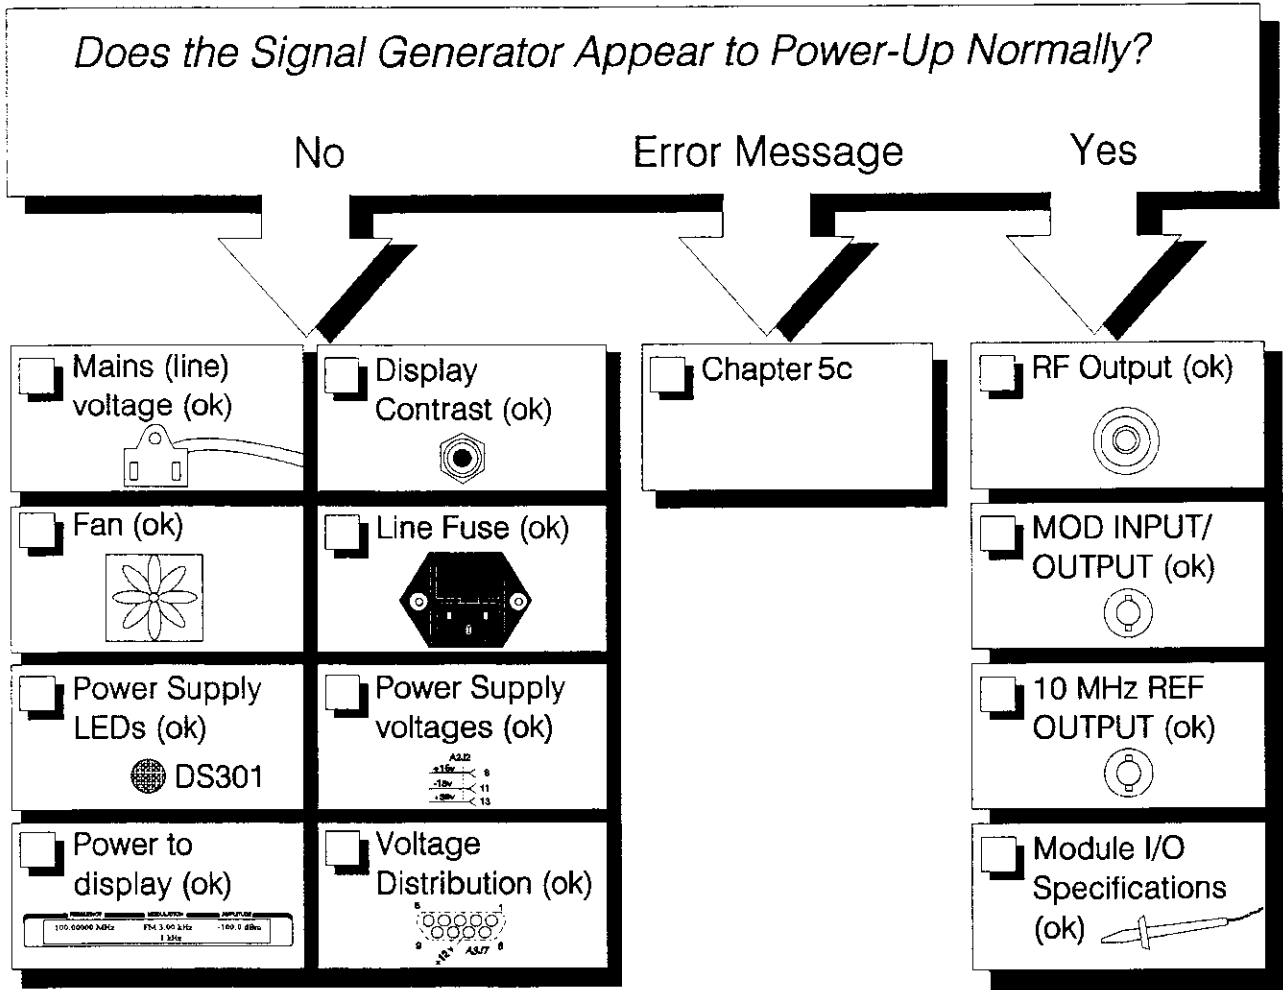 Does the Signal Generator Appear to Power-Up Normally?
No
Error Message
Yes
Mains (line)
voltage (ok)
Display
Contrast (ok)
Chapter 5c
RF Output (ok)
Fan (ok)
Line Fuse (ok)
MOD INPUT/
OUTPUT (ok)
Power Supply
LEDs (ok)
DS301
Power Supply
voltages (ok)
A2J2
+15v
9
-15v
11
13
10 MHz REF
OUTPUT (ok)
Power to
display (ok)
FREQUENCY MODULATION AMPLITUDE
100.00000 MHz FM 3.00 kHz -100.0 dBm
1 kHz
Voltage
Distribution (ok)
1
9 6
+12v A3J7
Module I/O
Specifications
(ok)